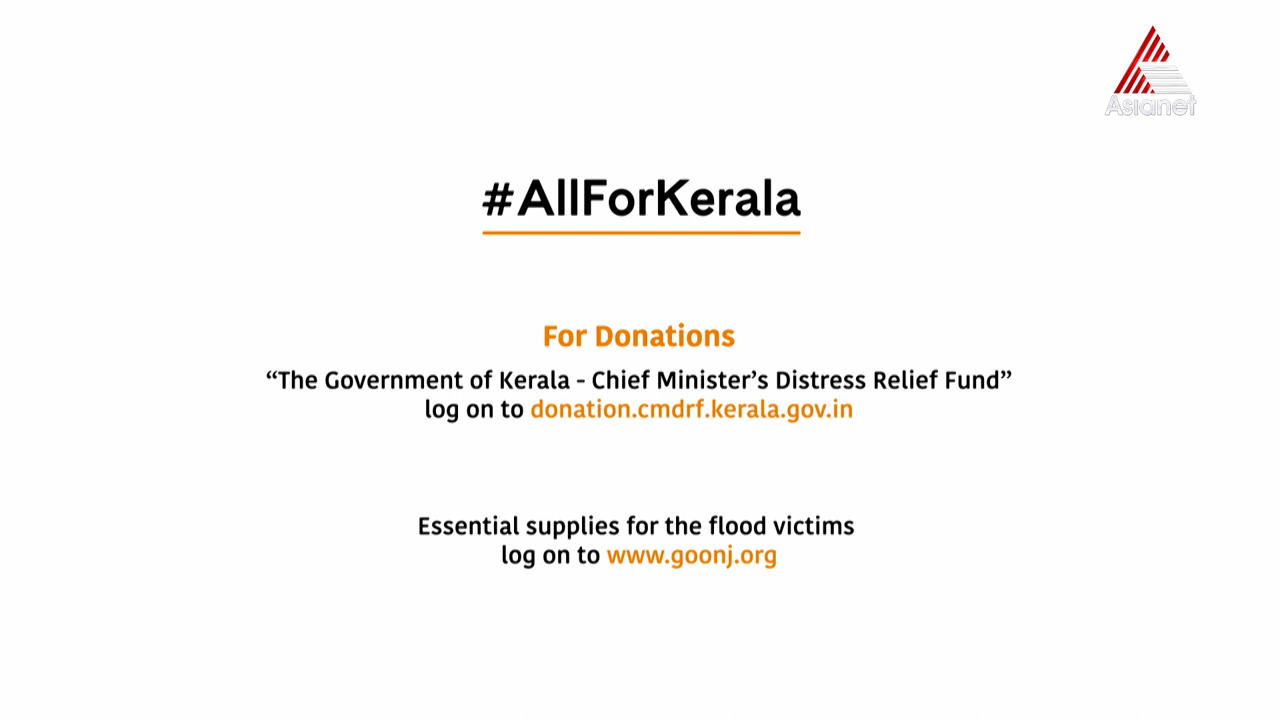 Asianet
#AllForKerala
For Donations
“The Government of Kerala - Chief Minister’s Distress Relief Fund”
log on to donation.cmdrf.kerala.gov.in
Essential supplies for the flood victims
log on to www.goonj.org